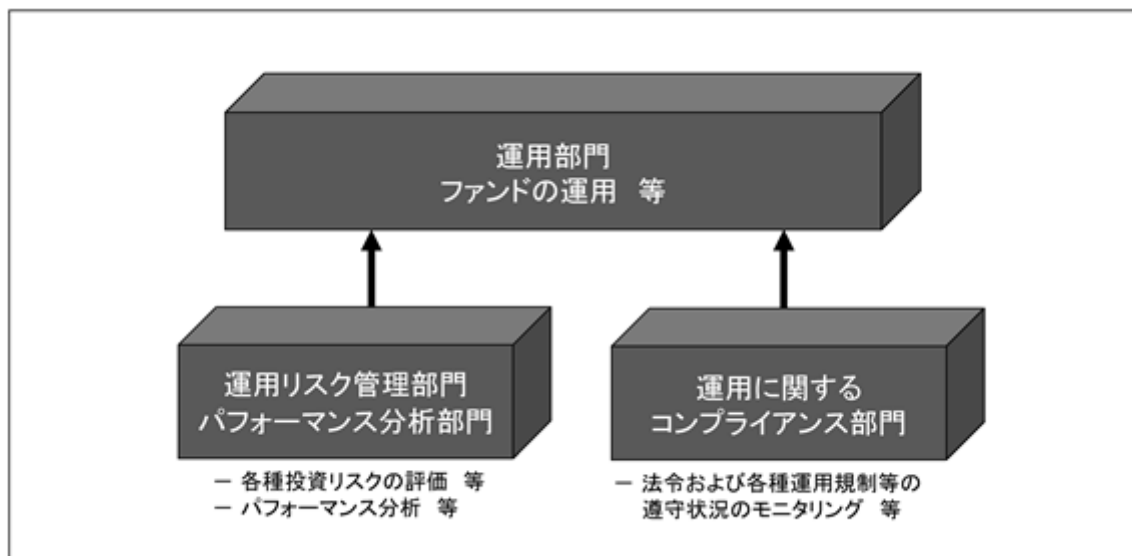 運用部門
ファンドの運用 等
運用リスク管理部門
パフォーマンス分析部門
運用に関する
コンプライアンス部門
― 各種投資リスクの評価 等
― パフォーマンス分析 等
― 法令および各種運用規制等の
遵守状況のモニタリング 等